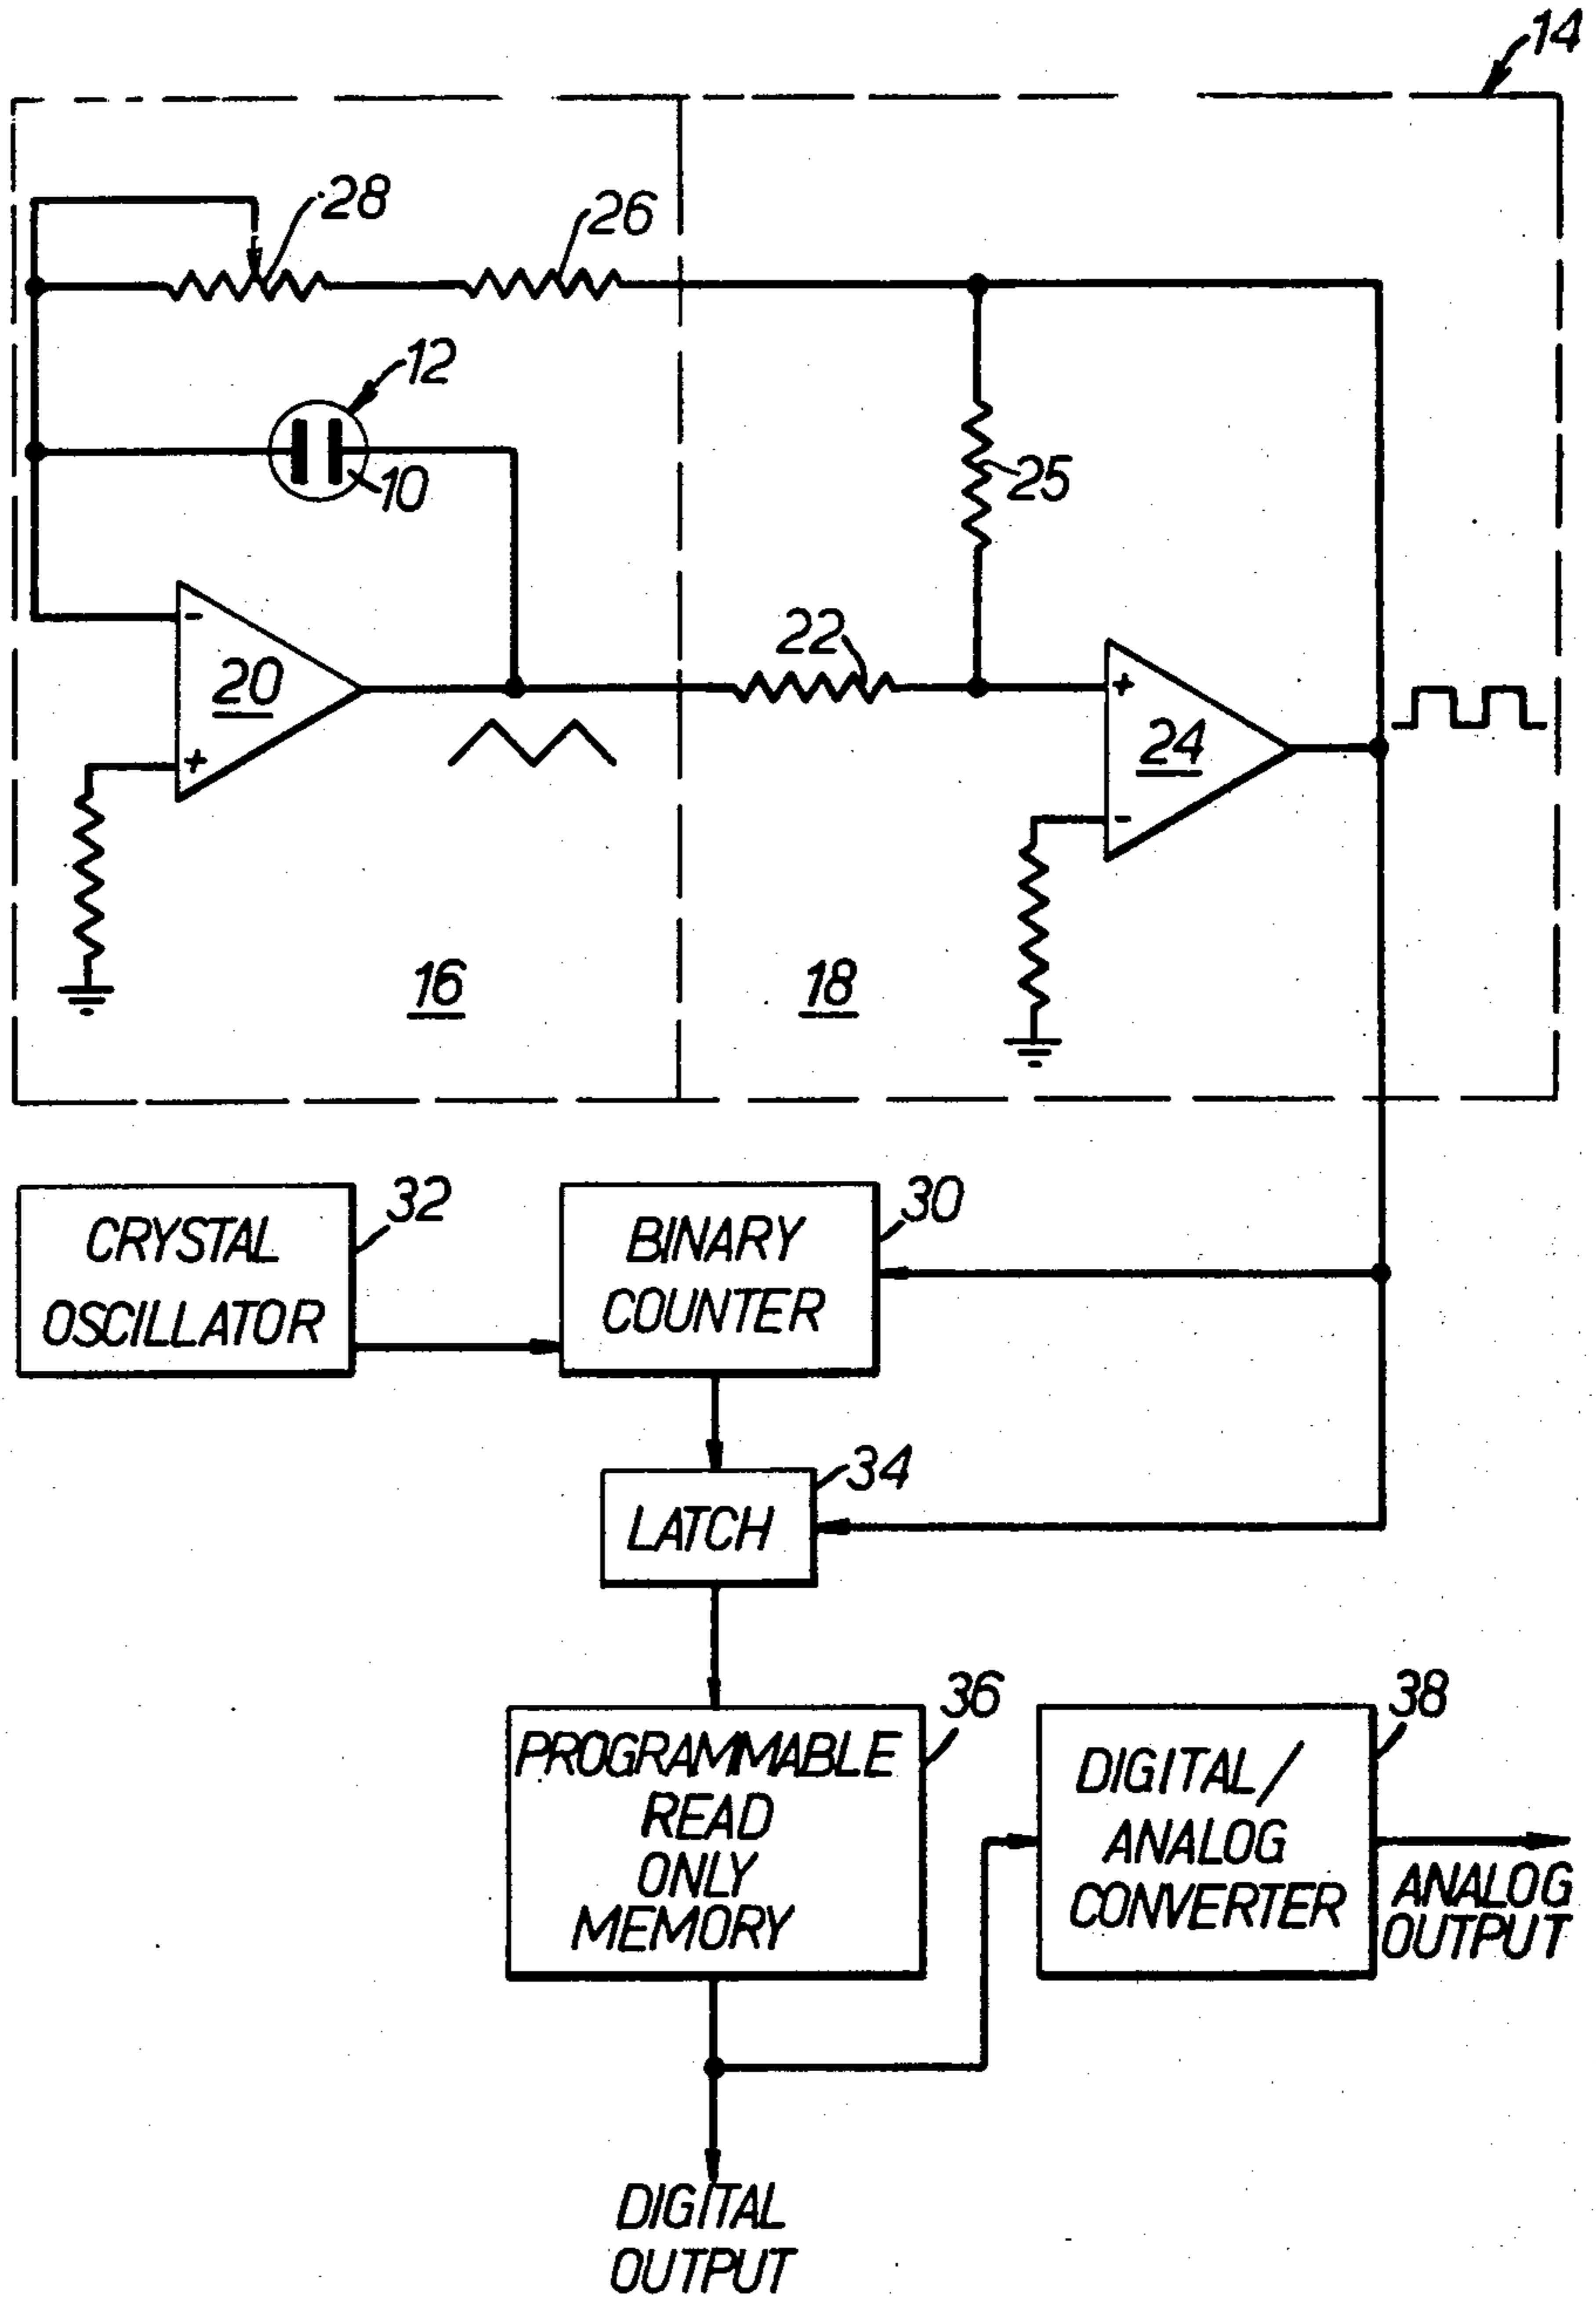 14
28
26
12
10
25
22
-
20
+
+
24
-
16
18
32
30
CRYSTAL
OSCILLATOR
BINARY
COUNTER
34
LATCH
36
38
PROGRAMMABLE
READ
ONLY
MEMORY
DIGITAL/
ANALOG
CONVERTER
ANALOG
OUTPUT
DIGITAL
OUTPUT